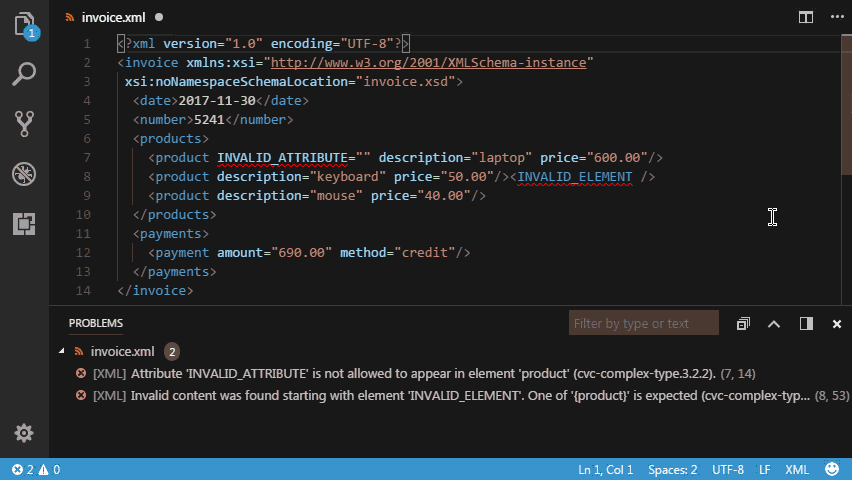 invoice.xml
1
1 <?xml version="1.0" encoding="UTF-8"?>
2 <invoice xmlns:xsi="http://www.w3.org/2001/XMLSchema-instance"
3 xsi:noNamespaceSchemaLocation="invoice.xsd">
4 <date>2017-11-30</date>
5 <number>5241</number>
6 <products>
7 <product INVALID_ATTRIBUTE="" description="laptop" price="600.00"/>
8 <product description="keyboard" price="50.00"/><INVALID_ELEMENT />
9 <product description="mouse" price="40.00"/>
10 </products>
11 <payments>
12 <payment amount="690.00" method="credit"/>
13 </payments>
14 </invoice>
PROBLEMS
Filter by type or text
invoice.xml 2
[XML] Attribute 'INVALID_ATTRIBUTE' is not allowed to appear in element 'product' (cvc-complex-type.3.2.2). (7, 14)
[XML] Invalid content was found starting with element 'INVALID_ELEMENT'. One of '{product}' is expected (cvc-complex-typ... (8, 53)
2 0 Ln 1, Col 1 Spaces: 2 UTF-8 LF XML